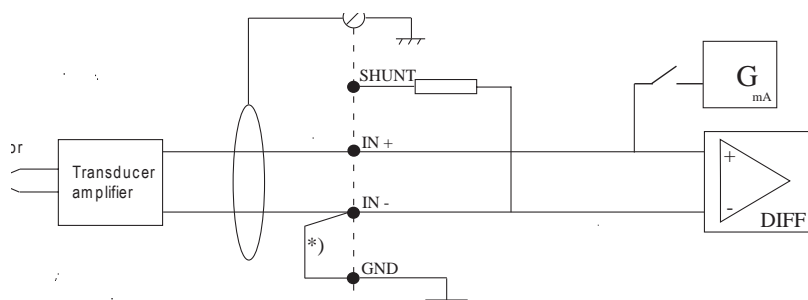 SHUNT
G
mA
IN +
or
Transducer
amplifier
+
IN -
-
*)
DIFF
GND